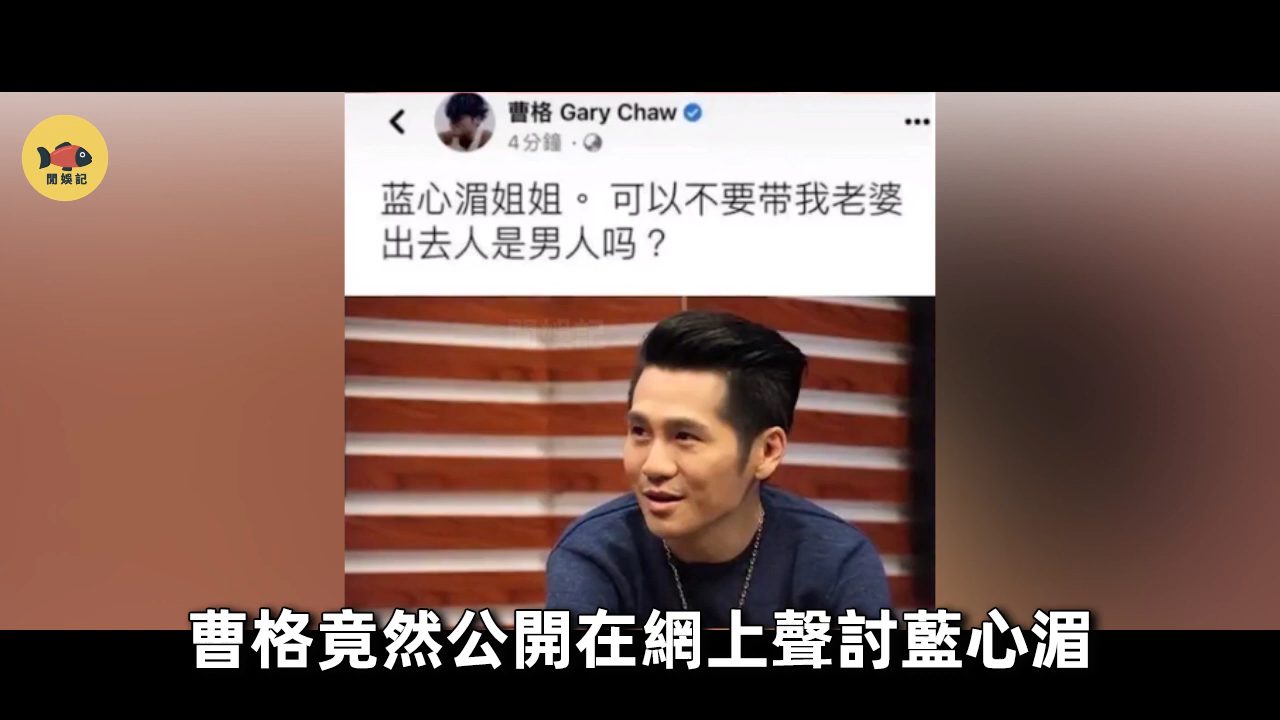 曹格 Gary Chaw
4分鐘 ·
蓝心湄姐姐。 可以不要带我老婆
出去人是男人吗？
閒娛記
曹格竟然公開在網上聲討藍心湄